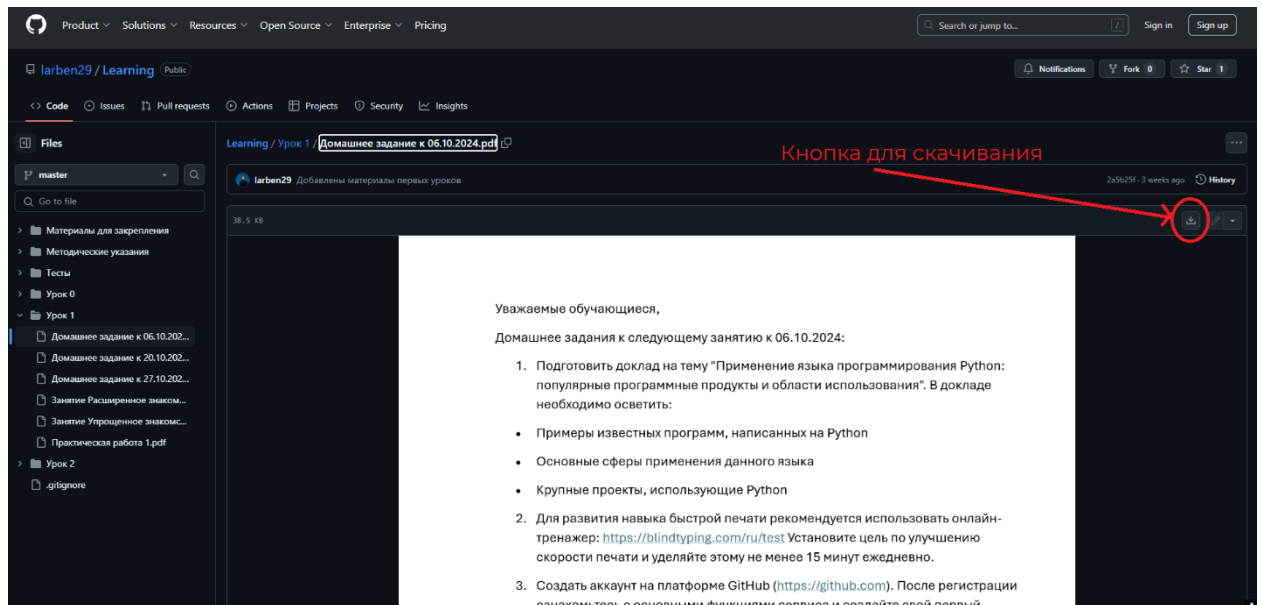 Product Solutions Resources Open Source Enterprise Pricing Search or jump to... / Sign in Sign up
larben29 / Learning Public Notifications Fork 0 Star 1
<> Code Issues Pull requests Actions Projects Security Insights
Files
Learning / Урок 1 / Домашнее задание к 06.10.2024.pdf
Кнопка для скачивания
master
larben29 Добавлены материалы первых уроков 2a5b25f · 3 weeks ago History
Go to file
38.5 KB
Материалы для закрепления
Методические указания
Тесты
Урок 0
Урок 1
Домашнее задание к 06.10.202...
Домашнее задание к 20.10.202...
Домашнее задание к 27.10.202...
Занятие Расширенное знаком...
Занятие Упрощенное знакомс...
Практическая работа 1.pdf
Урок 2
.gitignore
Уважаемые обучающиеся,
Домашнее задания к следующему занятию к 06.10.2024:
1. Подготовить доклад на тему "Применение языка программирования Python:
популярные программные продукты и области использования". В докладе
необходимо осветить:
• Примеры известных программ, написанных на Python
• Основные сферы применения данного языка
• Крупные проекты, использующие Python
2. Для развития навыка быстрой печати рекомендуется использовать онлайн-
тренажер: https://blindtyping.com/ru/test Установите цель по улучшению
скорости печати и уделяйте этому не менее 15 минут ежедневно.
3. Создать аккаунт на платформе GitHub (https://github.com). После регистрации
ознакомьтесь с основными функциями сервиса и создайте свой первый